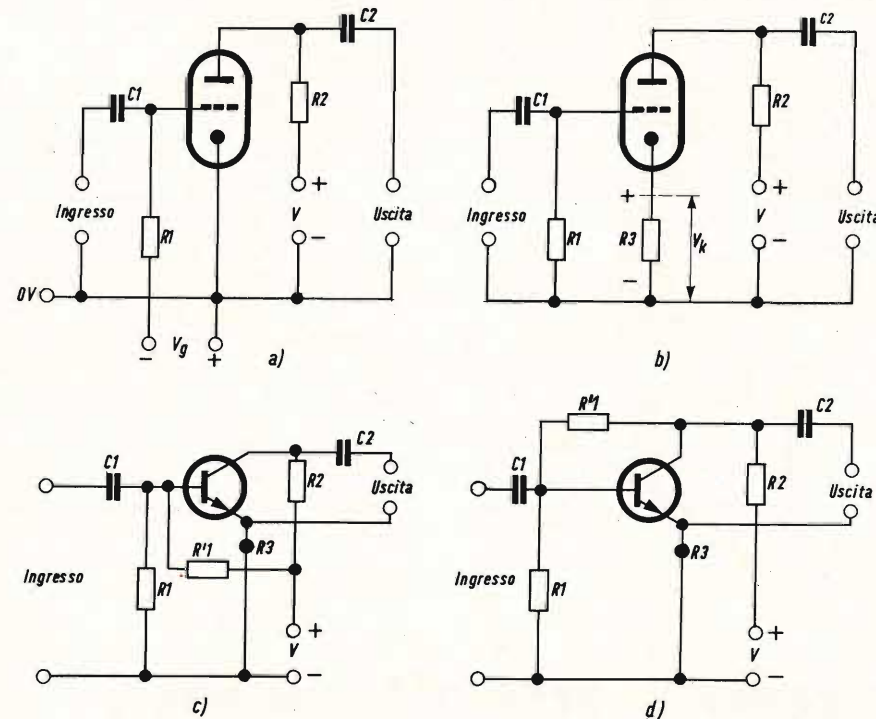 C2
C2
C1
R2
C1
R2
+
+
+
Ingresso
V
Uscita
Ingresso
V
Uscita
R1
−
R1
R3
Vk
−
−
0V
−
Vg
+
a)
b)
R"1
C2
C2
C1
R2
C1
R2
Uscita
Uscita
R3
R3
R'1
Ingresso
R1
Ingresso
R1
+
+
V
V
−
−
c)
d)